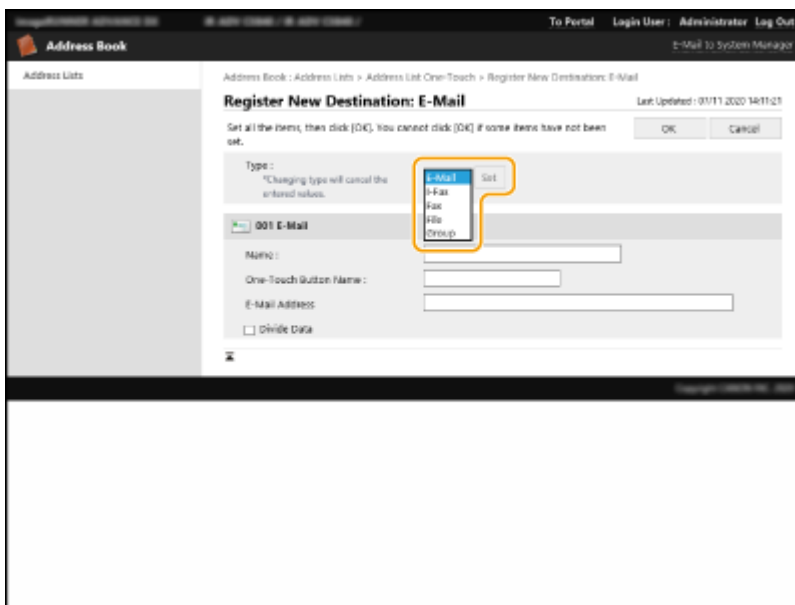 To Portal Login User : Administrator Log Out
Address Book
E-Mail to System Manager
Address Lists
Address Book : Address Lists > Address List One-Touch > Register New Destination: E-Mail
Register New Destination: E-Mail
Last Updated : 01/11 2020 14:11:21
Set all the items, then click [OK]. You cannot click [OK] if some items have not been
set.
OK
Cancel
Type :
*Changing type will cancel the
entered values.
E-Mail
I-Fax
Fax
File
Group
Set
001 E-Mail
Name :
One-Touch Button Name :
E-Mail Address
Divide Data